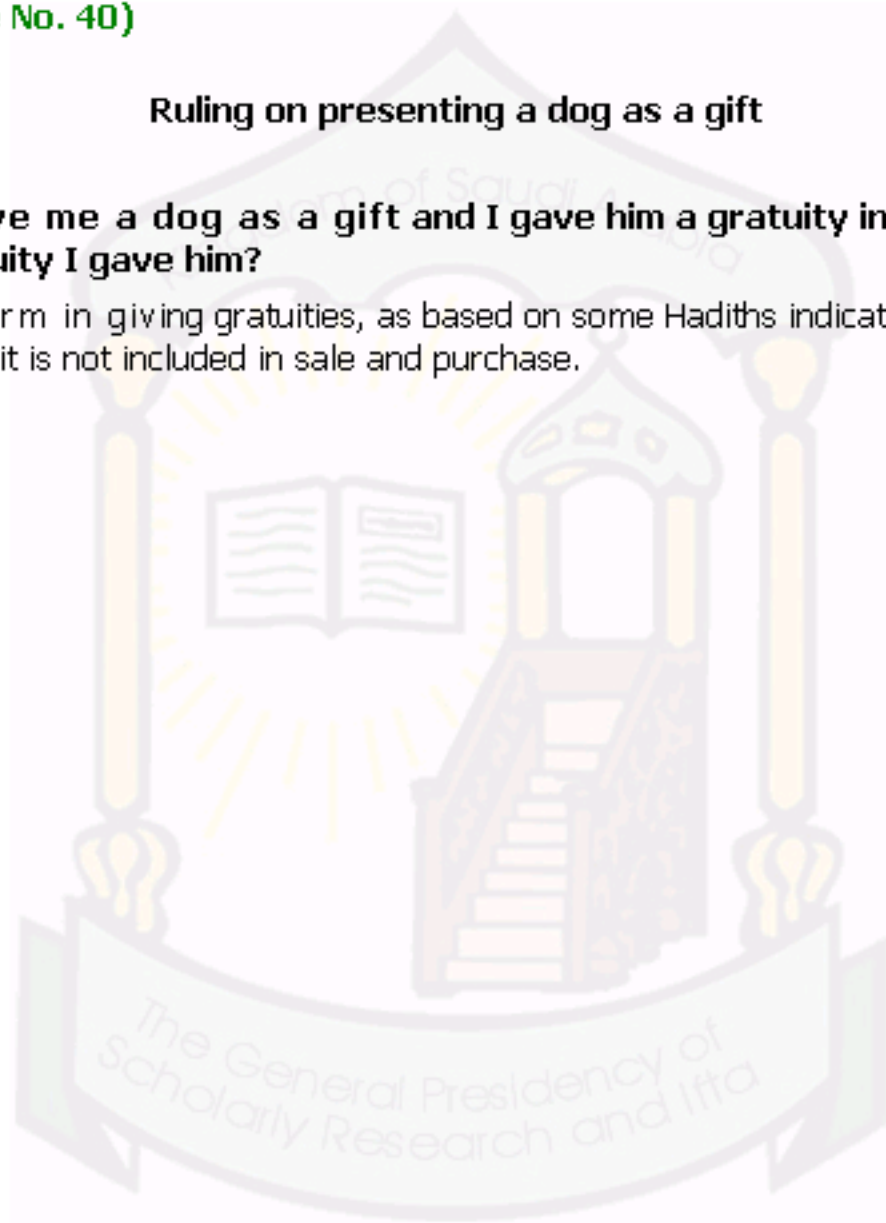 No. 40)
Ruling on presenting a dog as a gift
ve me a dog as a gift and I gave him a gratuity in
uity I gave him?
rm in giving gratuities, as based on some Hadiths indicat
it is not included in sale and purchase.
Kingdom of Saudi Arabia
The General Presidency of
Scholarly Research and Ifta